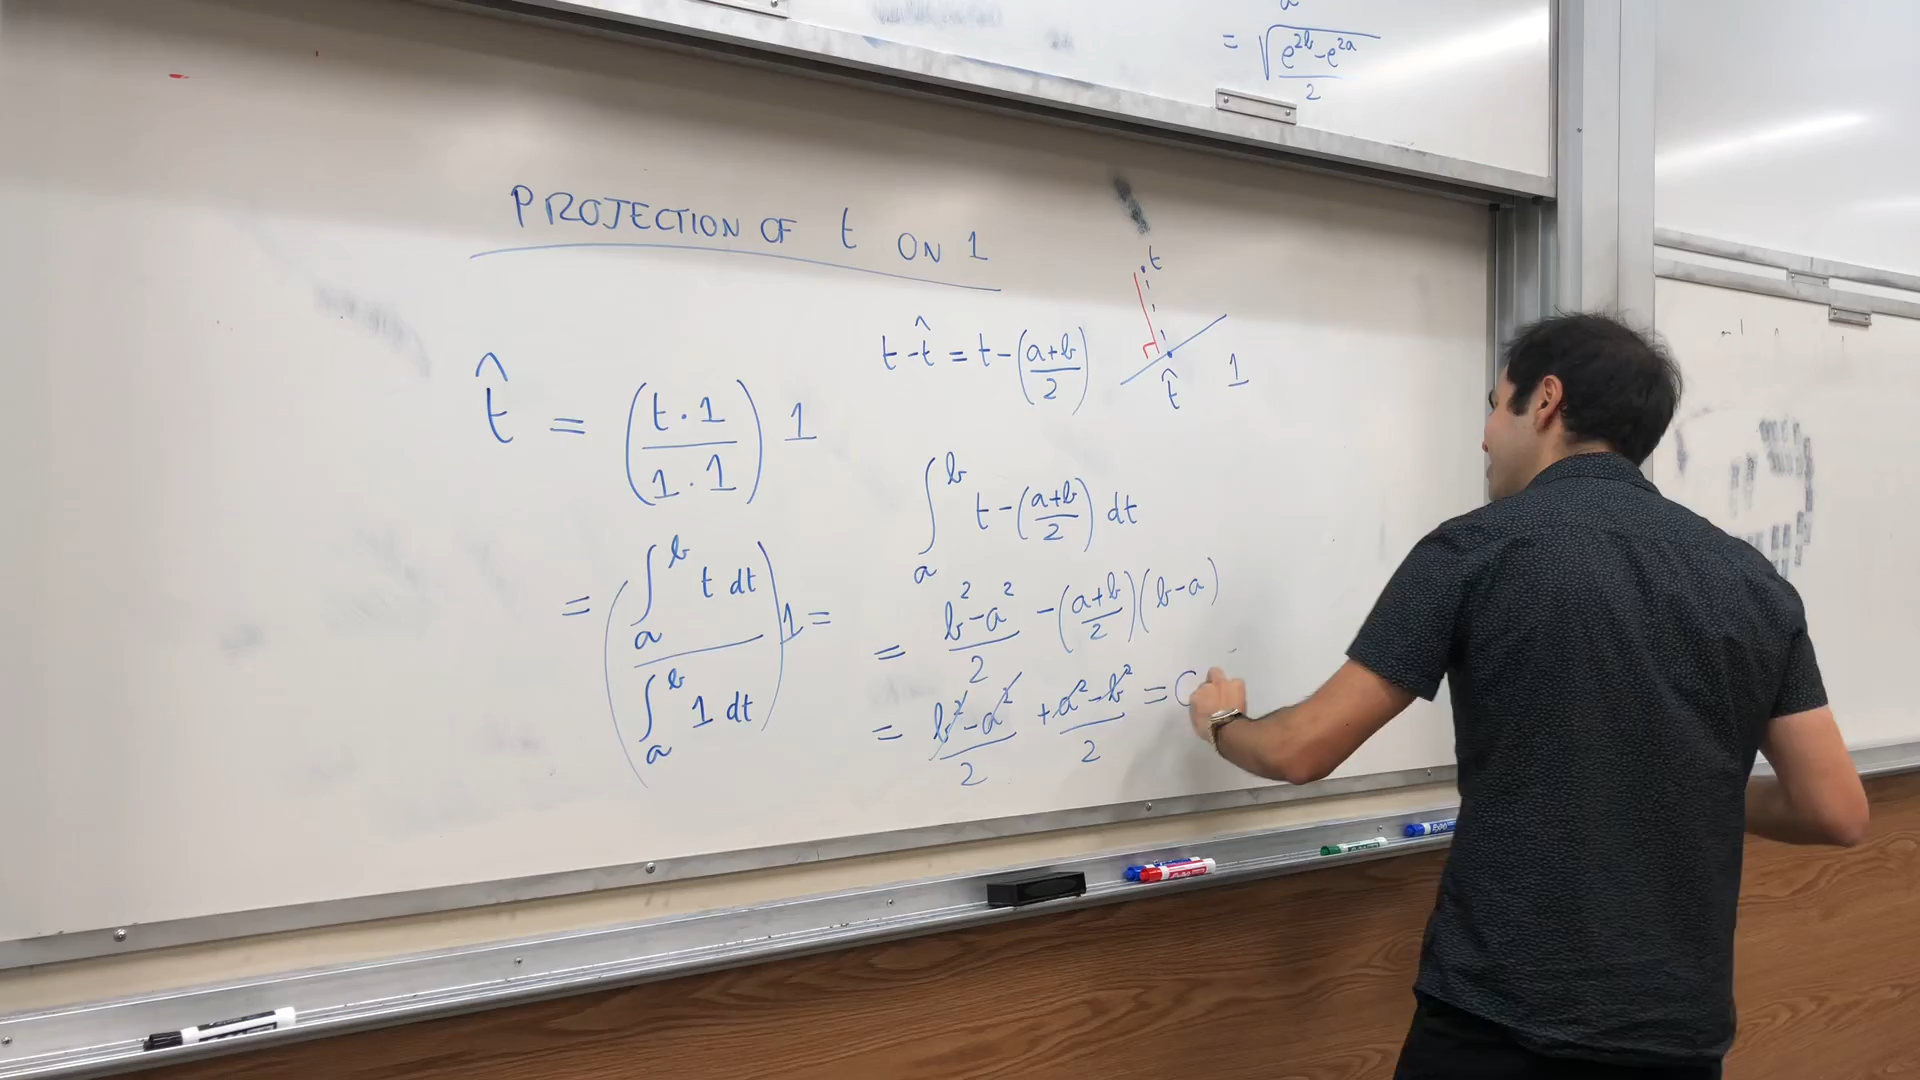 = √((e^{2b} - e^{2a})/2)
PROJECTION OF t ON 1
t̂ = ((t · 1)/(1 · 1)) 1
= ((∫_a^b t dt)/(∫_a^b 1 dt)) 1 =
t - t̂ = t - ((a+b)/2)
t
t̂
1
∫_a^b t - ((a+b)/2) dt
= (b² - a²)/2 - ((a+b)/2)(b-a)
= (b² - a²)/2 + (a² - b²)/2 =